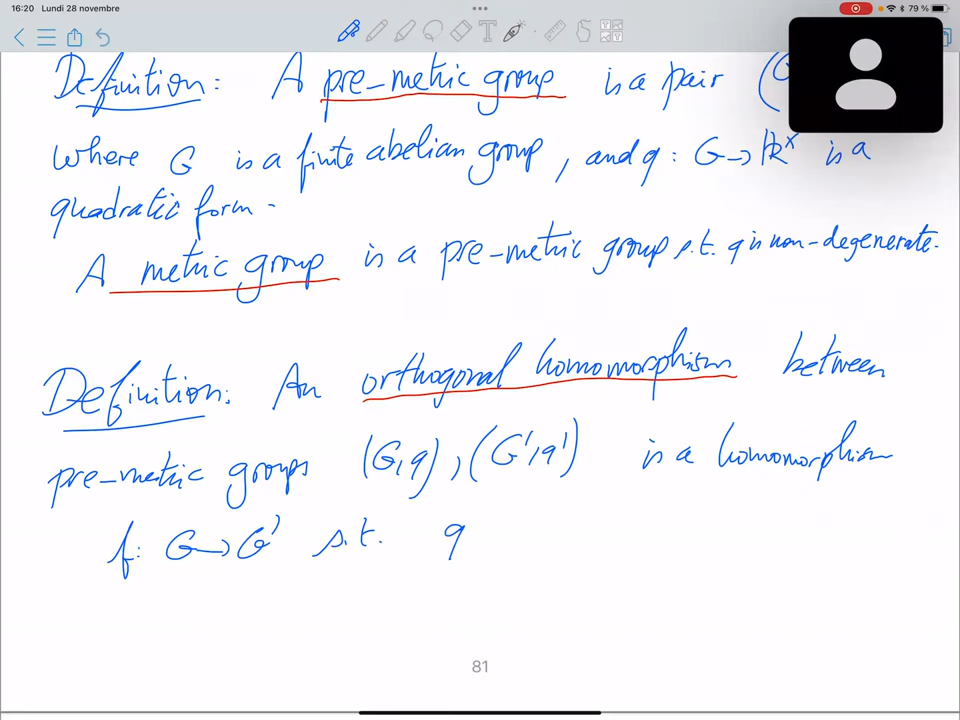 16:20 Lundi 28 novembre
79 %
Definition: A pre-metric group is a pair (G
where G is a finite abelian group, and q: G→k^× is a
quadratic form.
A metric group is a pre-metric group s.t. q is non-degenerate.
Definition: An orthogonal homomorphism between
pre-metric groups (G,q), (G',q') is a homomorphism
f: G→G' s.t. q
81